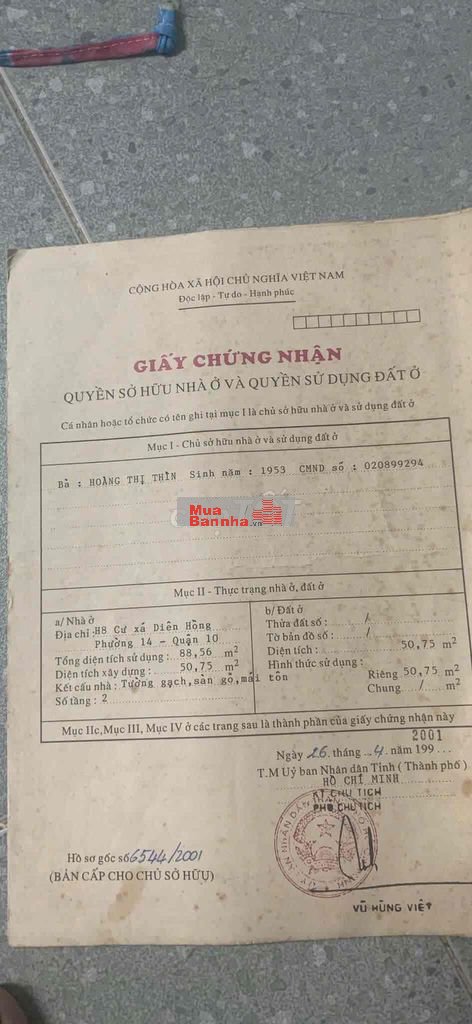 CỘNG HÒA XÃ HỘI CHỦ NGHĨA VIỆT NAM
Độc lập - Tự do - Hạnh phúc
GIẤY CHỨNG NHẬN
QUYỀN SỞ HỮU NHÀ Ở VÀ QUYỀN SỬ DỤNG ĐẤT Ở
Cá nhân hoặc tổ chức có tên ghi tại mục I là chủ sở hữu nhà ở và sử dụng đất ở
Mục I - Chủ sở hữu nhà ở và sử dụng đất ở
Bà : HOÀNG THỊ THÌN Sinh năm : 1953 CMND số : 020899294
Mua
Bannha.vn
Mục II - Thực trạng nhà ở, đất ở
a/ Nhà ở
Địa chỉ : H8 Cư xá Diên Hồng
Phường 14 - Quận 10
Tổng diện tích sử dụng : 88,56 m2
Diện tích xây dựng : 50,75 m2
Kết cấu nhà : Tường gạch, sàn gỗ, mái tôn
Số tầng : 2
b/ Đất ở
Thửa đất số : /
Tờ bản đồ số : /
Diện tích : 50,75 m2
Hình thức sử dụng :
Riêng 50,75 m2
Chung / m2
Mục IIc, Mục III, Mục IV ở các trang sau là thành phần của giấy chứng nhận này
2001
Ngày 26 tháng 4 năm 199...
T.M Uỷ ban Nhân dân Tỉnh ( Thành phố )
HỒ CHÍ MINH
KT CHỦ TỊCH
PHÓ CHỦ TỊCH
Hồ sơ gốc số 6544/2001
(BẢN CẤP CHO CHỦ SỞ HỮU)
VŨ HÙNG VIỆT